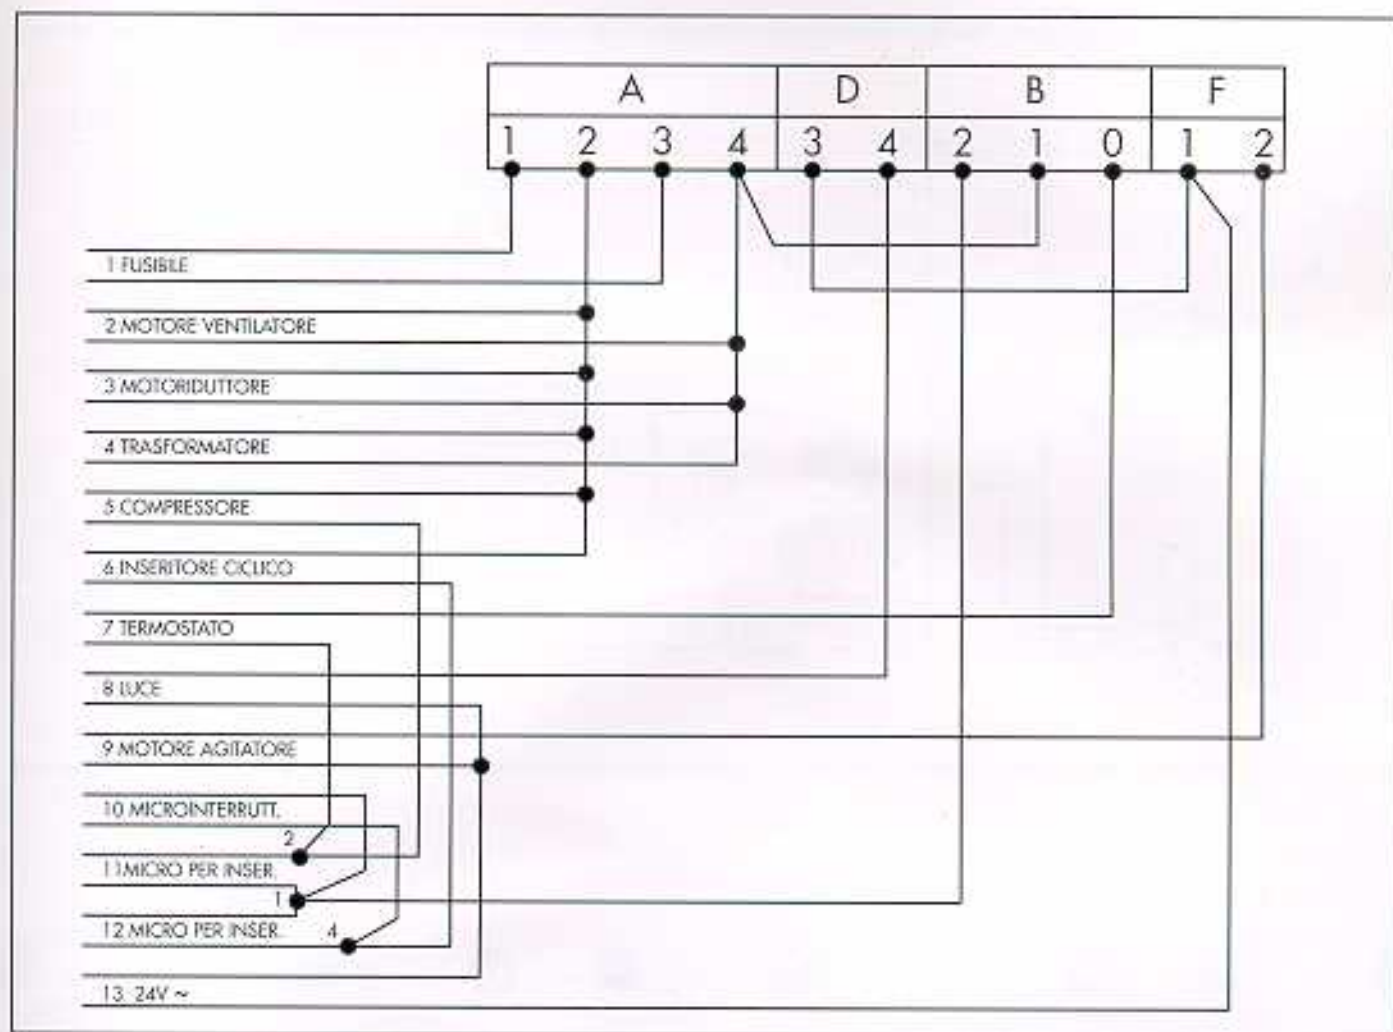 A D B F
1 2 3 4 3 4 2 1 0 1 2
1 FUSIBILE
2 MOTORE VENTILATORE
3 MOTORIDUTTORE
4 TRASFORMATORE
5 COMPRESSORE
6 INSERITORE CICLICO
7 TERMOSTATO
8 LUCE
9 MOTORE AGITATORE
10 MICROINTERRUTT.
2
11MICRO PER INSER.
1
12 MICRO PER INSER. 4
13 24V ~